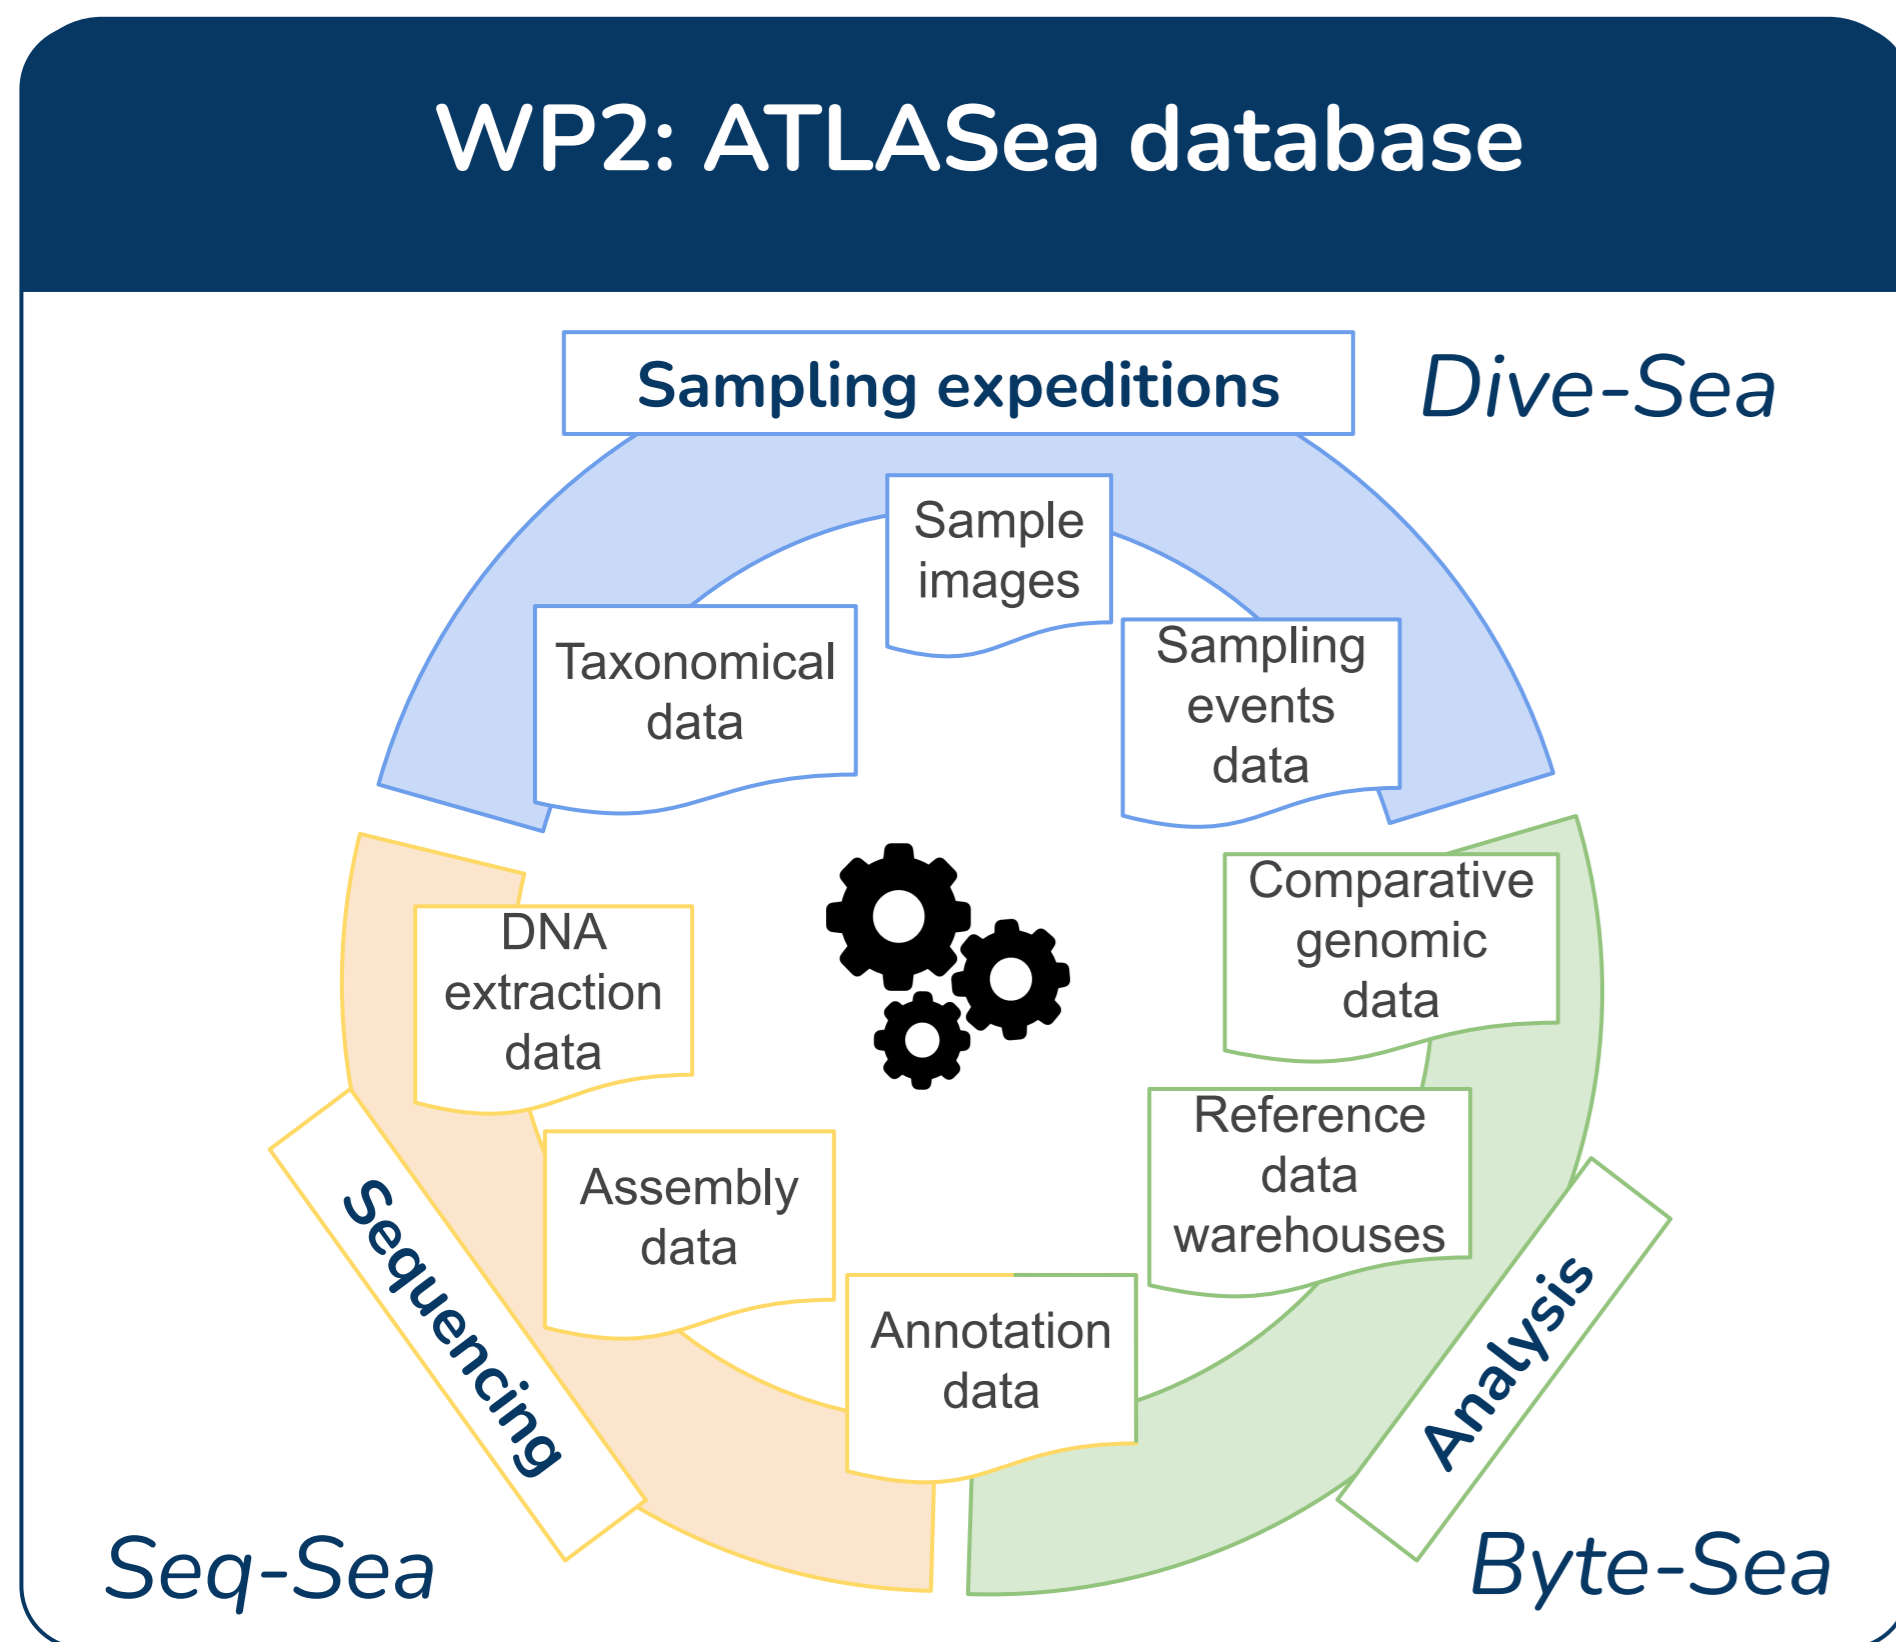 WP2: ATLASea database
Sampling expeditions
Dive-Sea
Sample
images
Taxonomical
data
Sampling
events
data
DNA
extraction
data
Comparative
genomic
data
Assembly
data
Reference
data
warehouses
Annotation
data
Sequencing
Analysis
Seq-Sea
Byte-Sea